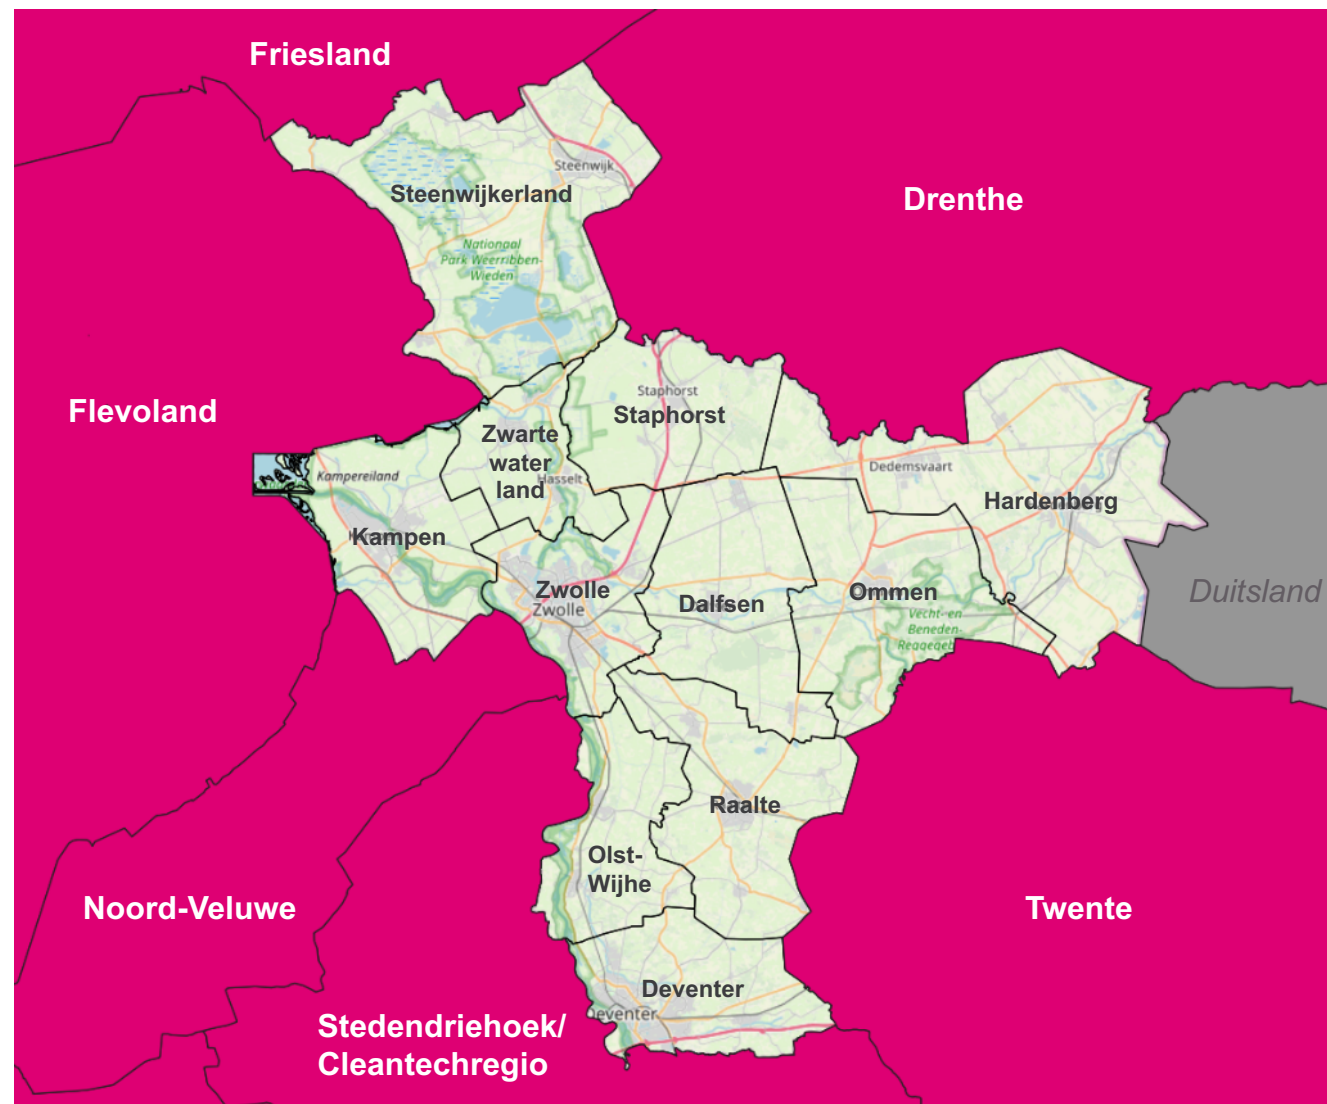 Friesland
Steenwijk
Steenwijkerland
Drenthe
Nationaal
Park Weerribben-
Wieden
Staphorst
Staphorst
Flevoland
Zwarte
water
land
Hasselt
Kampereiland
Dedemsvaart
Hardenberg
Kampen
Zwolle
Zwolle
Dalfsen
Ommen
Duitsland
Vecht- en
Beneden-
Reggegeb
Raalte
Olst-
Wijhe
Noord-Veluwe
Twente
Deventer
Deventer
Stedendriehoek/
Cleantechregio